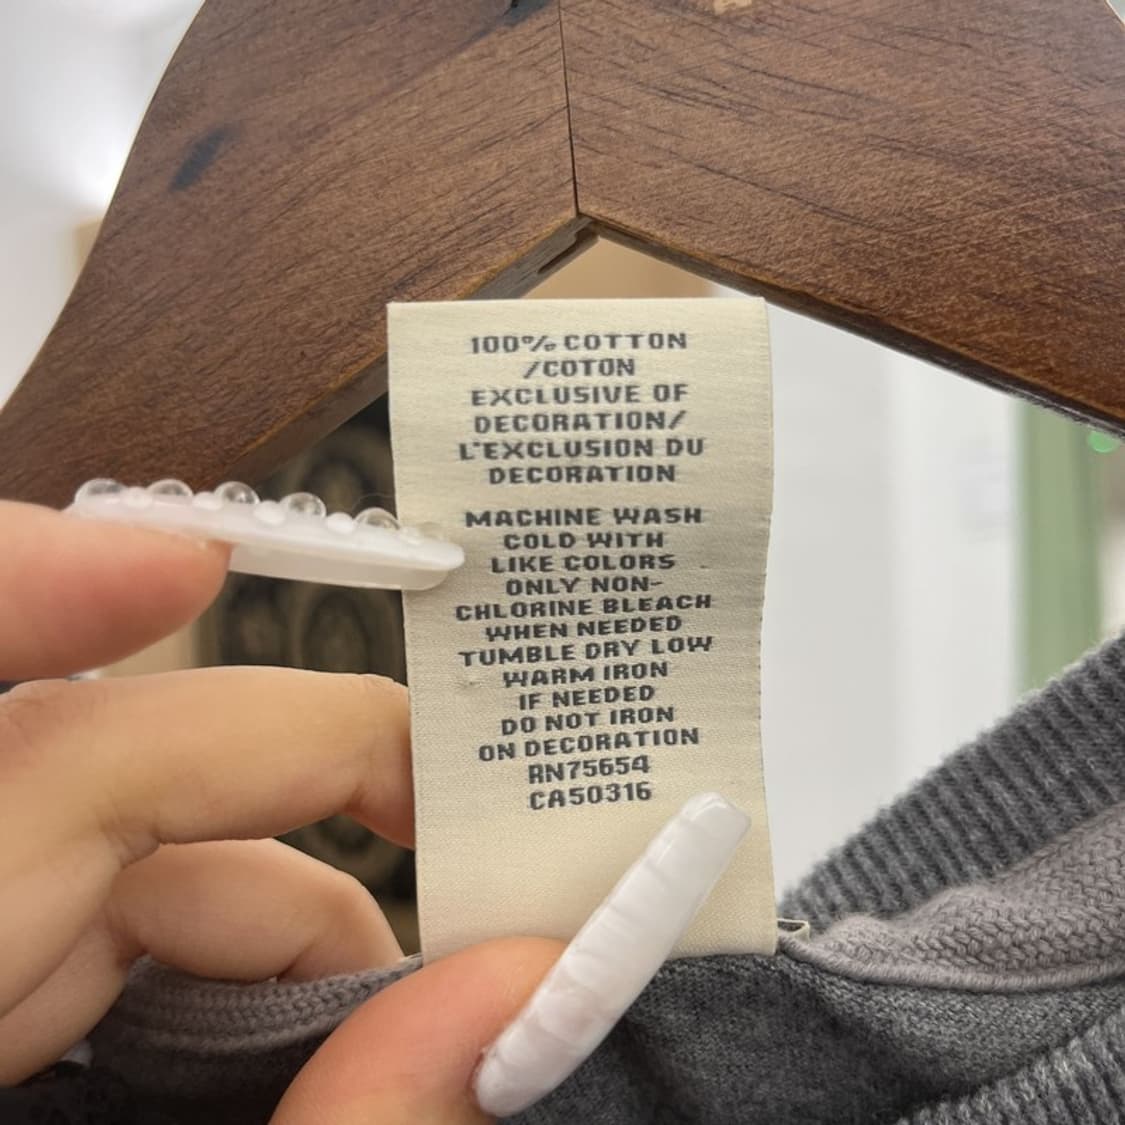 100% COTTON
/COTON
EXCLUSIVE OF
DECORATION/
L'EXCLUSION DU
DECORATION
MACHINE WASH
COLD WITH
LIKE COLORS
ONLY NON-
CHLORINE BLEACH
WHEN NEEDED
TUMBLE DRY LOW
WARM IRON
IF NEEDED
DO NOT IRON
ON DECORATION
RN75654
CA50316